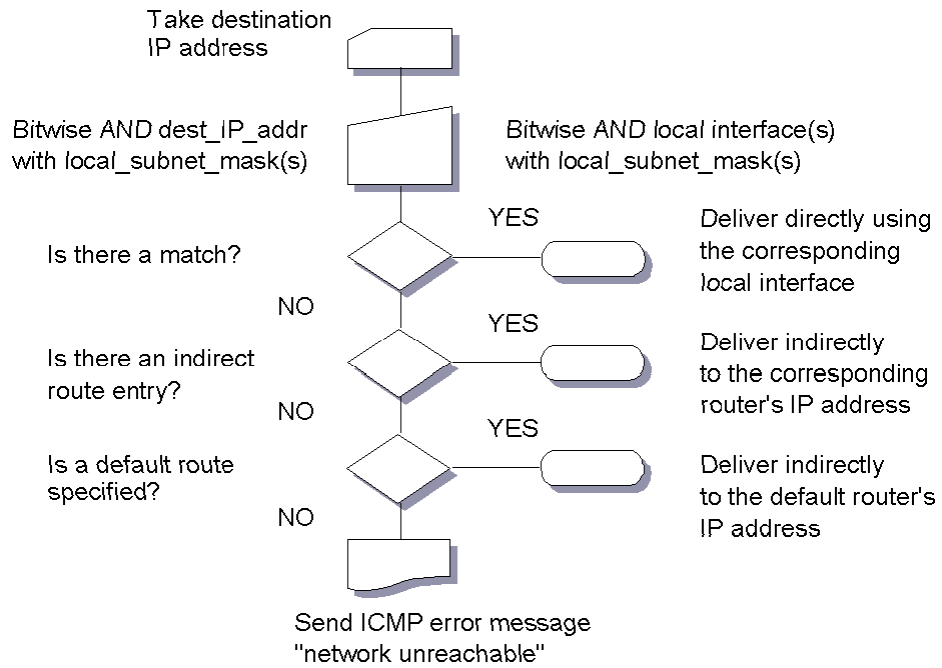 Take destination
IP address
Bitwise AND dest_IP_addr
with local_subnet_mask(s)
Bitwise AND local interface(s)
with local_subnet_mask(s)
YES
Is there a match?
Deliver directly using
the corresponding
local interface
NO
YES
Is there an indirect
route entry?
Deliver indirectly
to the corresponding
router's IP address
NO
YES
Is a default route
specified?
Deliver indirectly
to the default router's
IP address
NO
Send ICMP error message
"network unreachable"